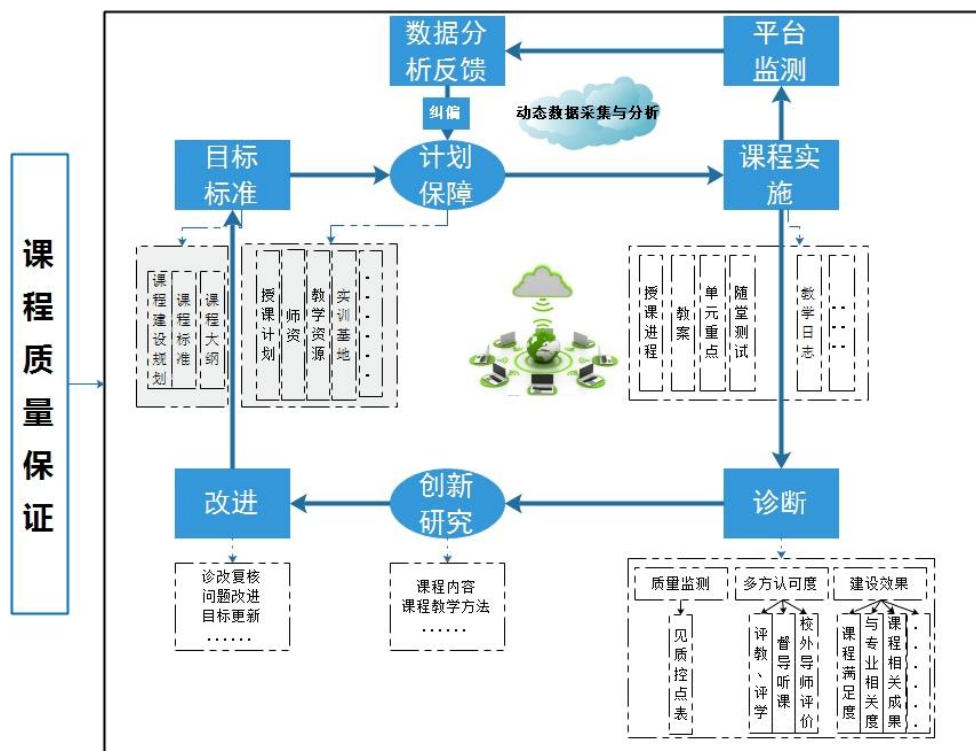 课程质量保证
数据分
析反馈
平台
监测
纠偏
动态数据采集与分析
目标
标准
计划
保障
课程实
施
课程建设规划
课程标准
课程大纲
授课计划
师资
教学资源
实训基地
......
授课进程
教案
单元重点
随堂测试
教学日志
......
改进
创新
研究
诊断
诊改复核
问题改进
目标更新
......
课程内容
课程教学方法
......
质量监测
多方认可度
建设效果
见质控点表
评教、评学
督导听课
校外导师评价
课程满足度
与专业相关度
课程相关成果
......